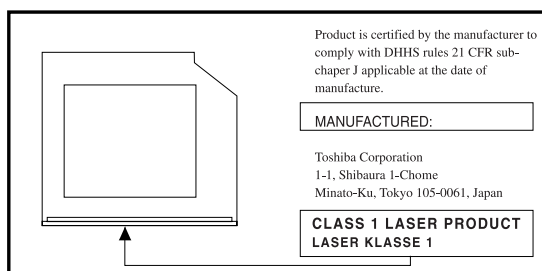 Product is certified by the manufacturer to
comply with DHHS rules 21 CFR sub-
chaper J applicable at the date of
manufacture.
MANUFACTURED:
Toshiba Corporation
1-1, Shibaura 1-Chome
Minato-Ku, Tokyo 105-0061, Japan
CLASS 1 LASER PRODUCT
LASER KLASSE 1